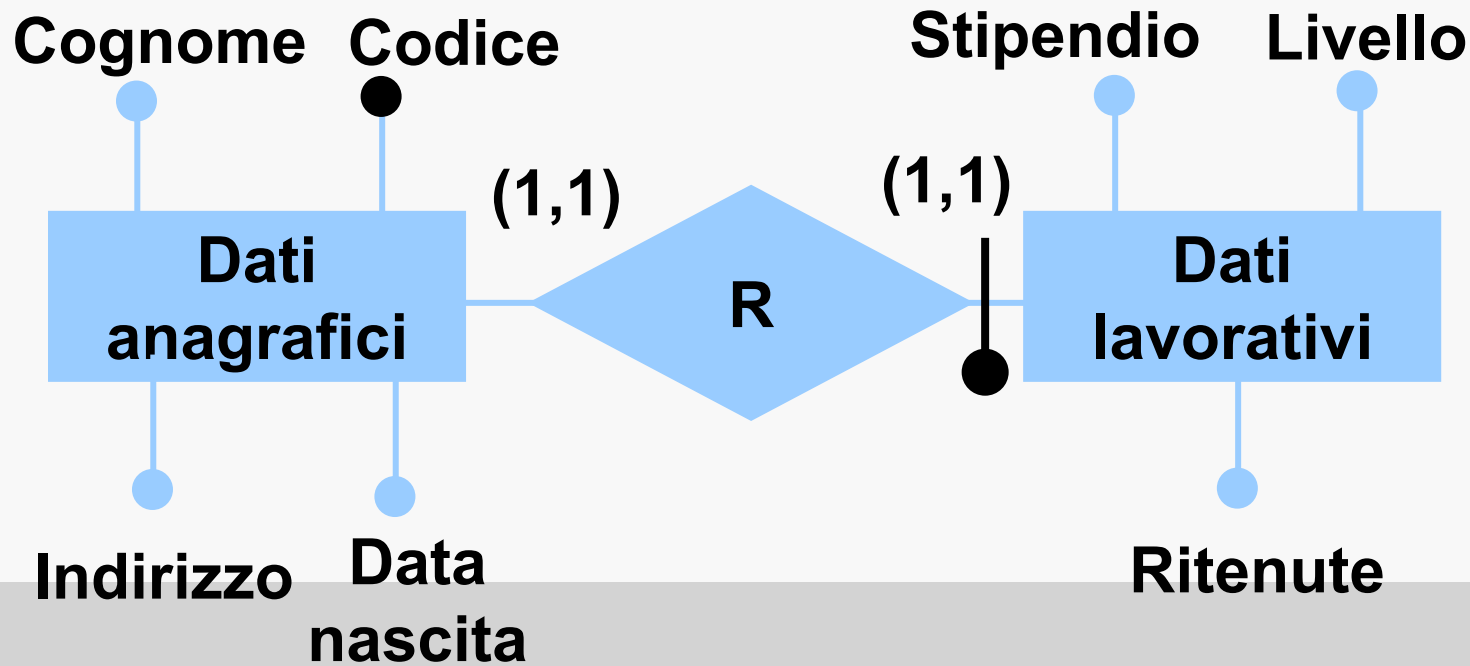 Cognome
Codice
Stipendio
Livello
(1,1)
(1,1)
Dati
anagrafici
R
Dati
lavorativi
Indirizzo
Data
nascita
Ritenute